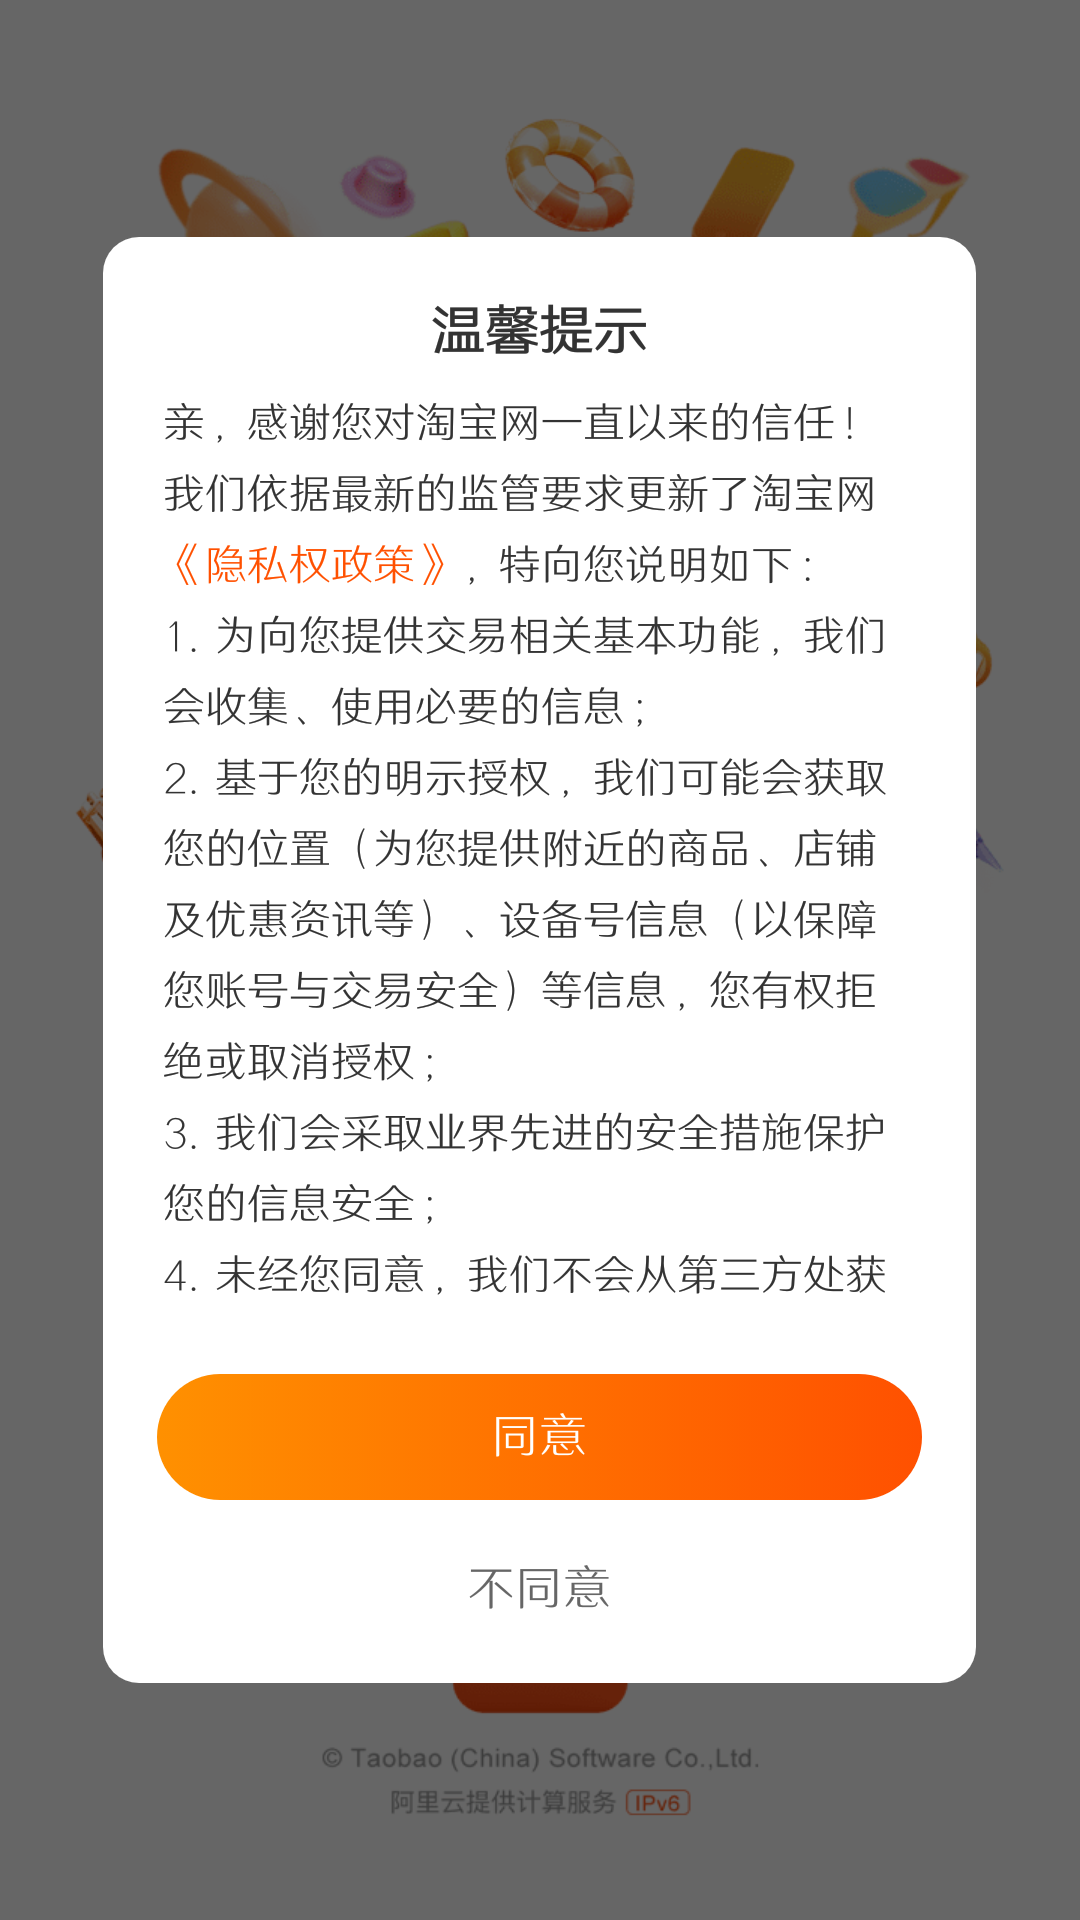 温馨提示
亲，感谢您对淘宝网一直以来的信任！
我们依据最新的监管要求更新了淘宝网
《隐私权政策》，特向您说明如下：
1. 为向您提供交易相关基本功能，我们
会收集、使用必要的信息；
2. 基于您的明示授权，我们可能会获取
您的位置（为您提供附近的商品、店铺
及优惠资讯等）、设备号信息（以保障
您账号与交易安全）等信息，您有权拒
绝或取消授权；
3. 我们会采取业界先进的安全措施保护
您的信息安全；
4. 未经您同意，我们不会从第三方处获
同意
不同意
© Taobao (China) Software Co.,Ltd.
阿里云提供计算服务 IPv6